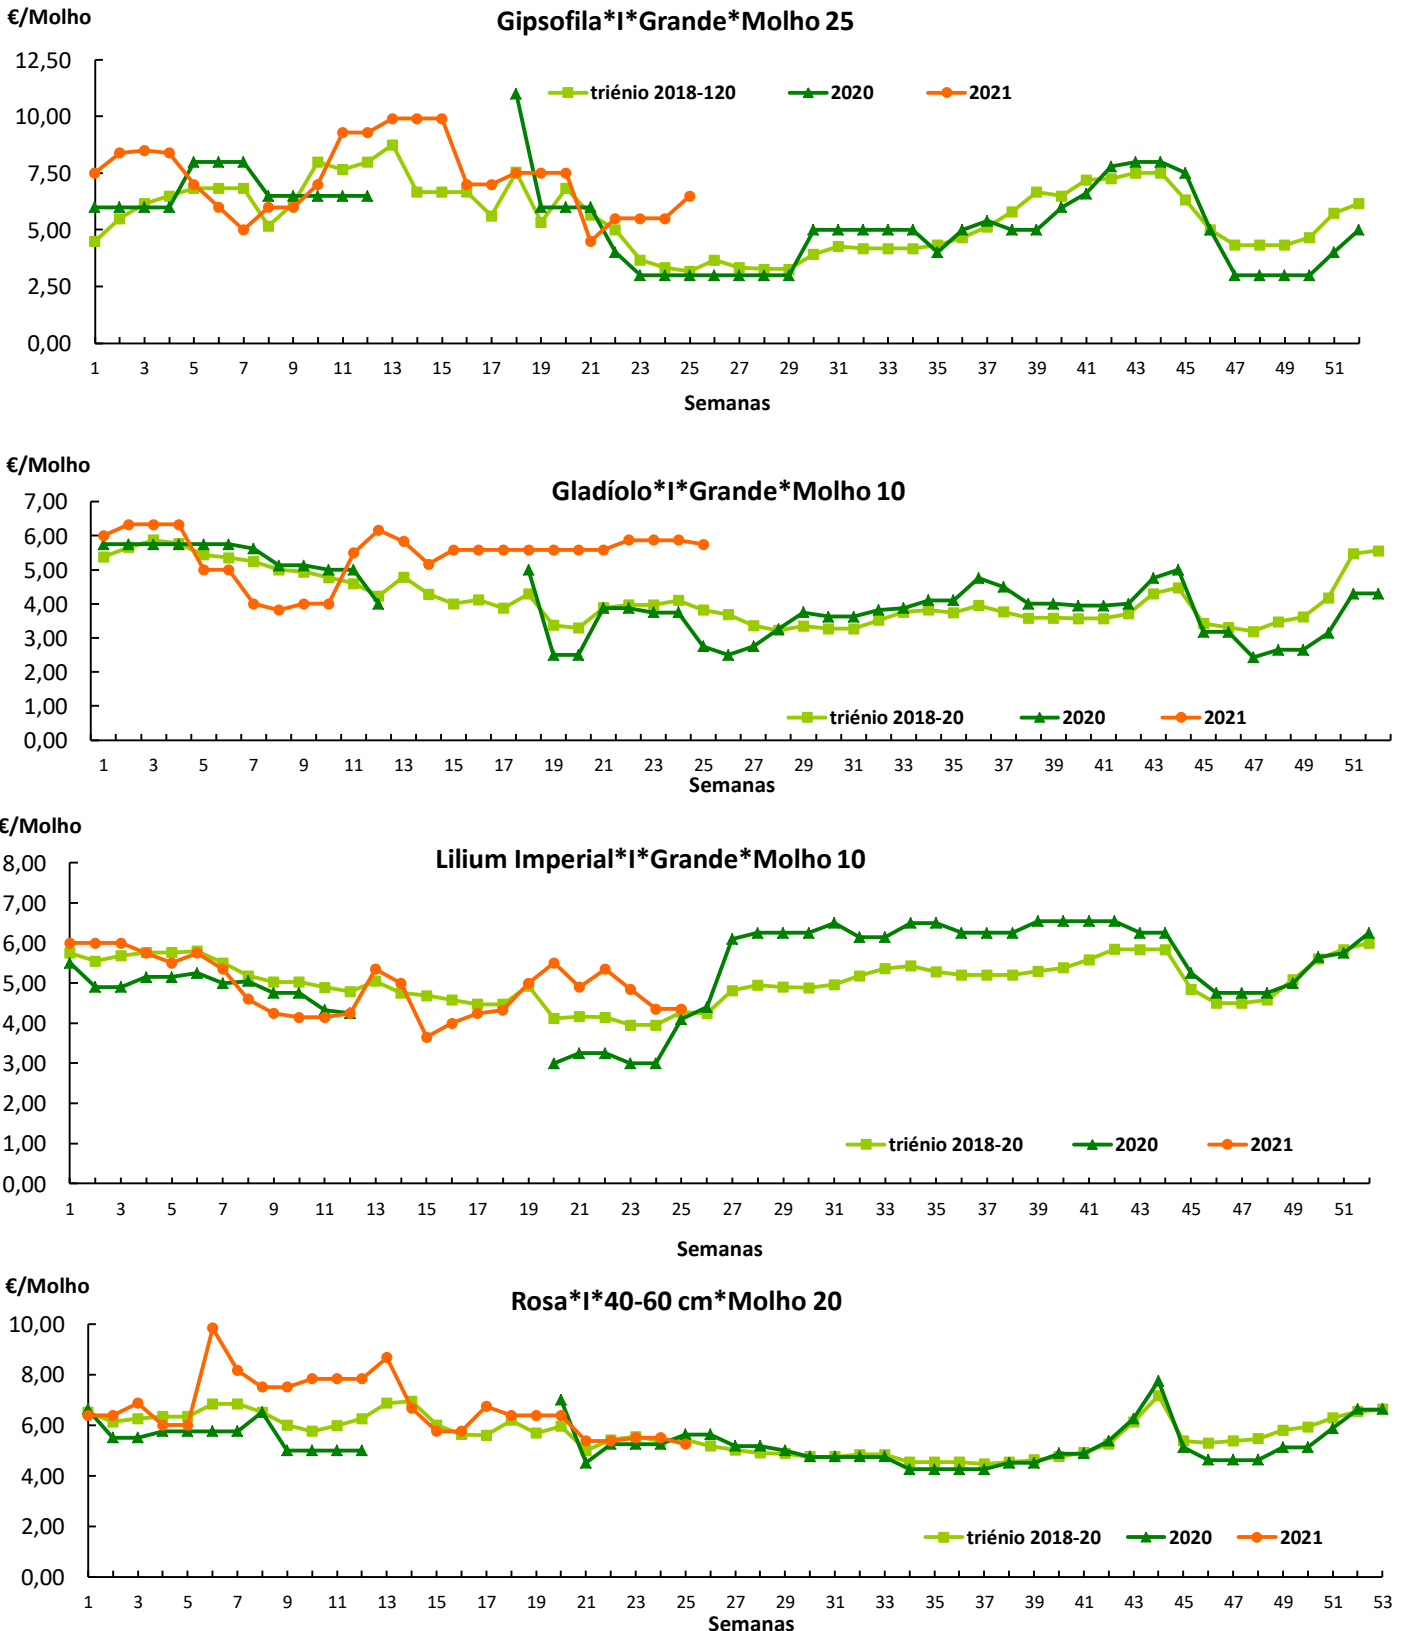 €/Molho
Gipsofila*I*Grande*Molho 25
12,50
triénio 2018-120 2020 2021
10,00
7,50
5,00
2,50
0,00
1 3 5 7 9 11 13 15 17 19 21 23 25 27 29 31 33 35 37 39 41 43 45 47 49 51
Semanas
€/Molho
Gladíolo*I*Grande*Molho 10
7,00
6,00
5,00
4,00
3,00
2,00
1,00
triénio 2018-20 2020 2021
0,00
1 3 5 7 9 11 13 15 17 19 21 23 25 27 29 31 33 35 37 39 41 43 45 47 49 51
Semanas
€/Molho
Lilium Imperial*I*Grande*Molho 10
8,00
7,00
6,00
5,00
4,00
3,00
2,00
1,00
triénio 2018-20 2020 2021
0,00
1 3 5 7 9 11 13 15 17 19 21 23 25 27 29 31 33 35 37 39 41 43 45 47 49 51
Semanas
€/Molho
Rosa*I*40-60 cm*Molho 20
10,00
8,00
6,00
4,00
2,00
triénio 2018-20 2020 2021
0,00
1 3 5 7 9 11 13 15 17 19 21 23 25 27 29 31 33 35 37 39 41 43 45 47 49 51 53
Semanas